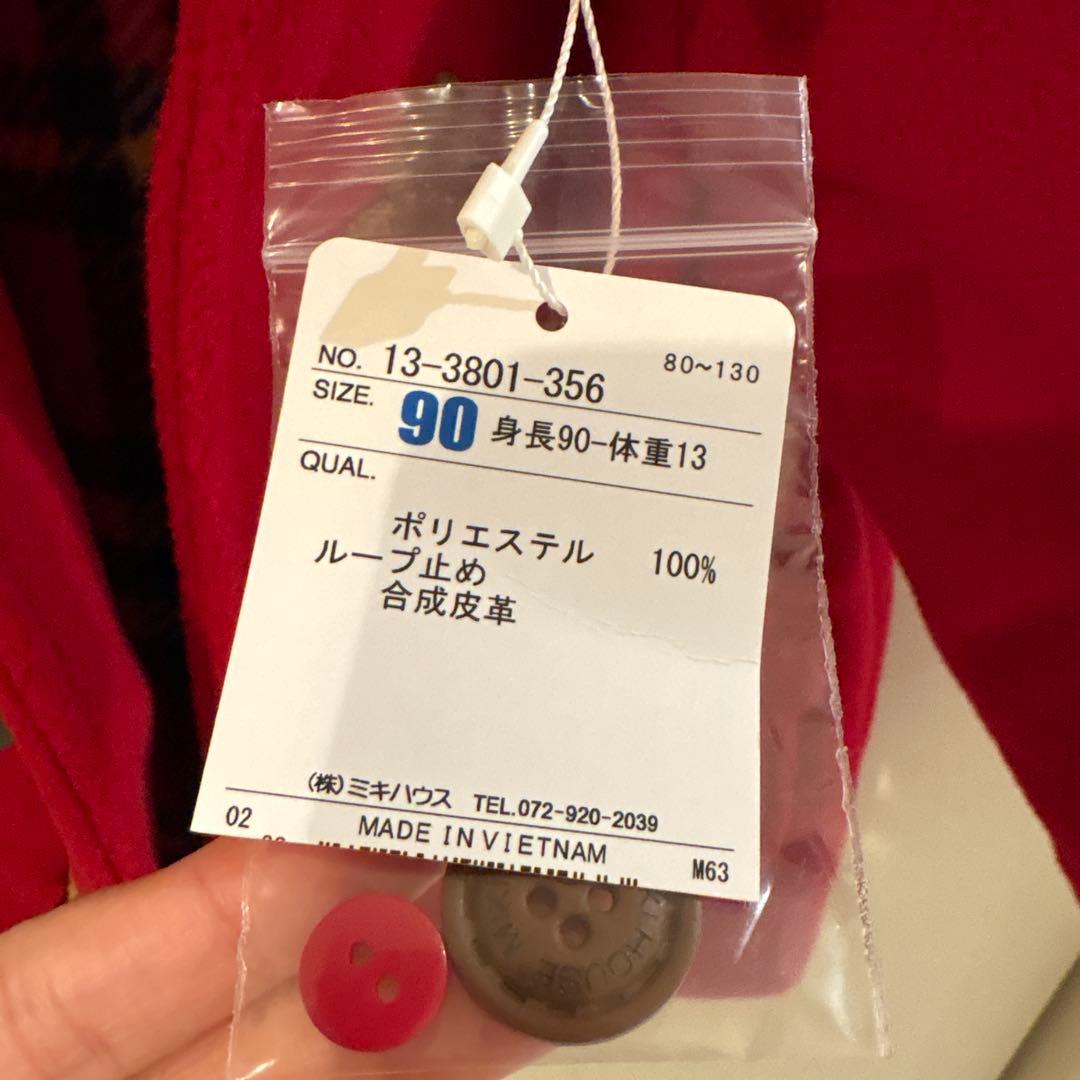 NO. 13-3801-356 80~130
SIZE. 90 身長90-体重13
QUAL.
ポリエステル 100%
ループ止め
合成皮革
(株)ミキハウス TEL.072-920-2039
02 MADE IN VIETNAM M63
HOUSE